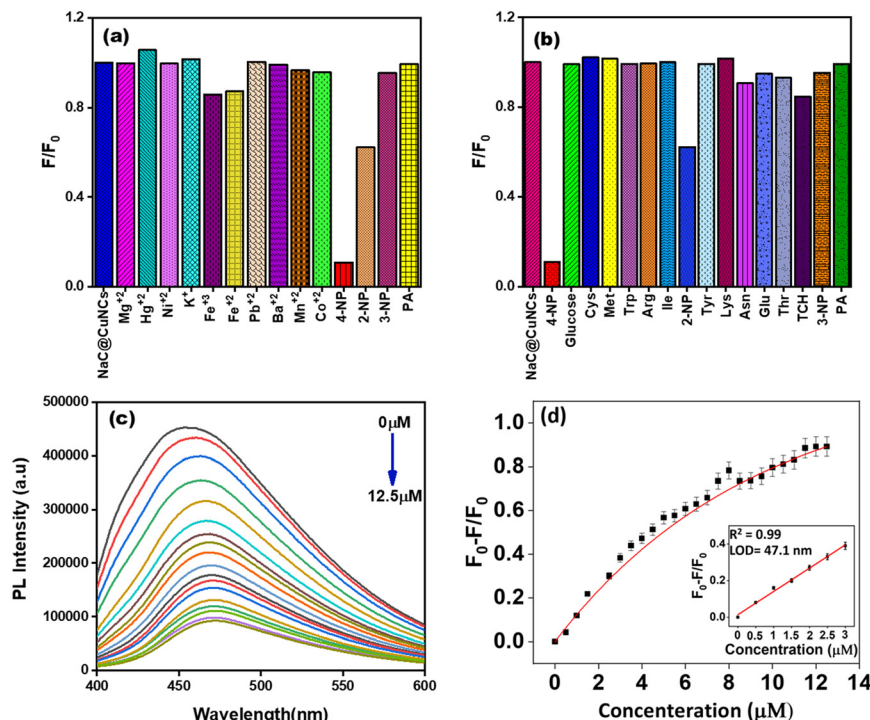 (a)
F/F0
1.2
0.8
0.4
0.0
NaC@CuNCs
Mg+2
Hg+2
Ni+2
K+
Fe+3
Fe+2
Pb+2
Ba+2
Mn+2
Co+2
4-NP
2-NP
3-NP
PA
(b)
F/F0
1.2
0.8
0.4
0.0
NaC@CuNCs
4-NP
Glucose
Cys
Met
Trp
Arg
Ile
2-NP
Tyr
Lys
Asn
Glu
Thr
TCH
3-NP
PA
(c)
PL Intensity (a.u)
500000
400000
300000
200000
100000
0
0μM
12.5μM
400 450 500 550 600
Wavelength(nm)
(d)
F0-F/F0
1.0
0.8
0.6
0.4
0.2
0.0
0 2 4 6 8 10 12 14
Concenteration (μM)
R2 = 0.99
LOD= 47.1 nm
F0-F/F0
0.4
0.2
0.0
0 0.5 1 1.5 2 2.5 3
Concentration (μM)